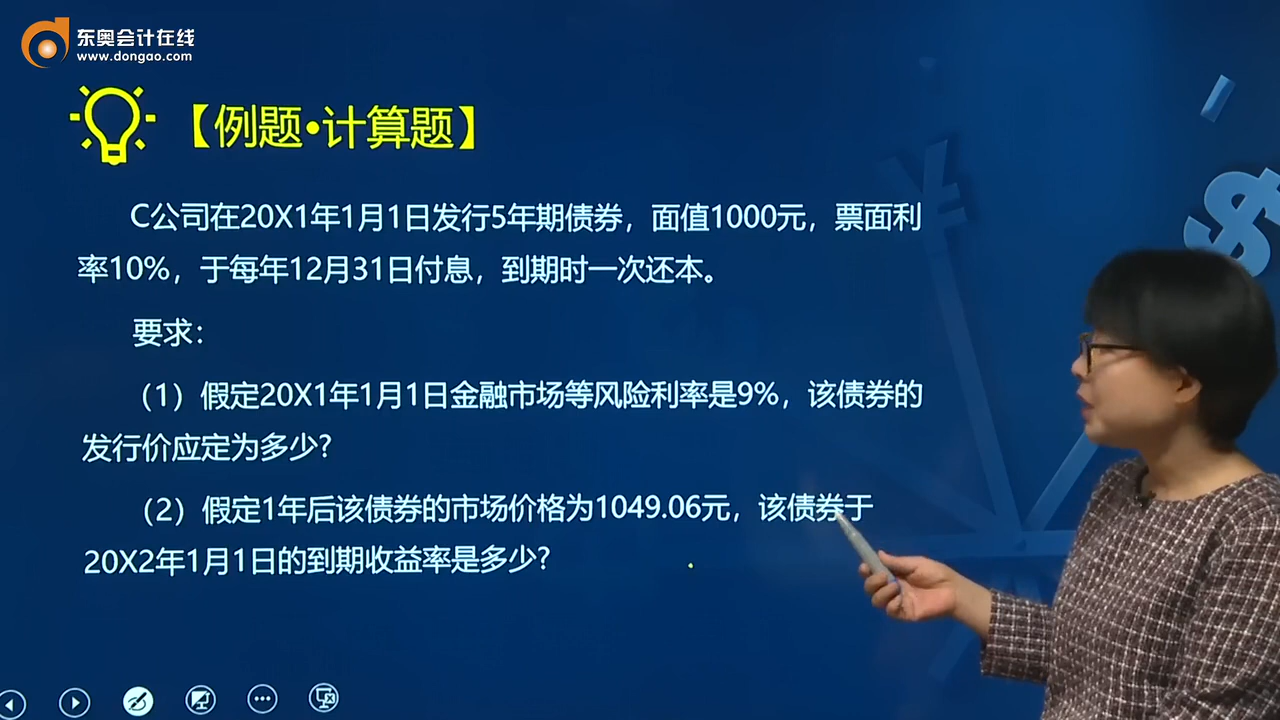 东奥会计在线
www.dongao.com
【例题•计算题】
C公司在20X1年1月1日发行5年期债券，面值1000元，票面利
率10%，于每年12月31日付息，到期时一次还本。
要求：
（1）假定20X1年1月1日金融市场等风险利率是9%，该债券的
发行价应定为多少?
（2）假定1年后该债券的市场价格为1049.06元，该债券于
20X2年1月1日的到期收益率是多少?